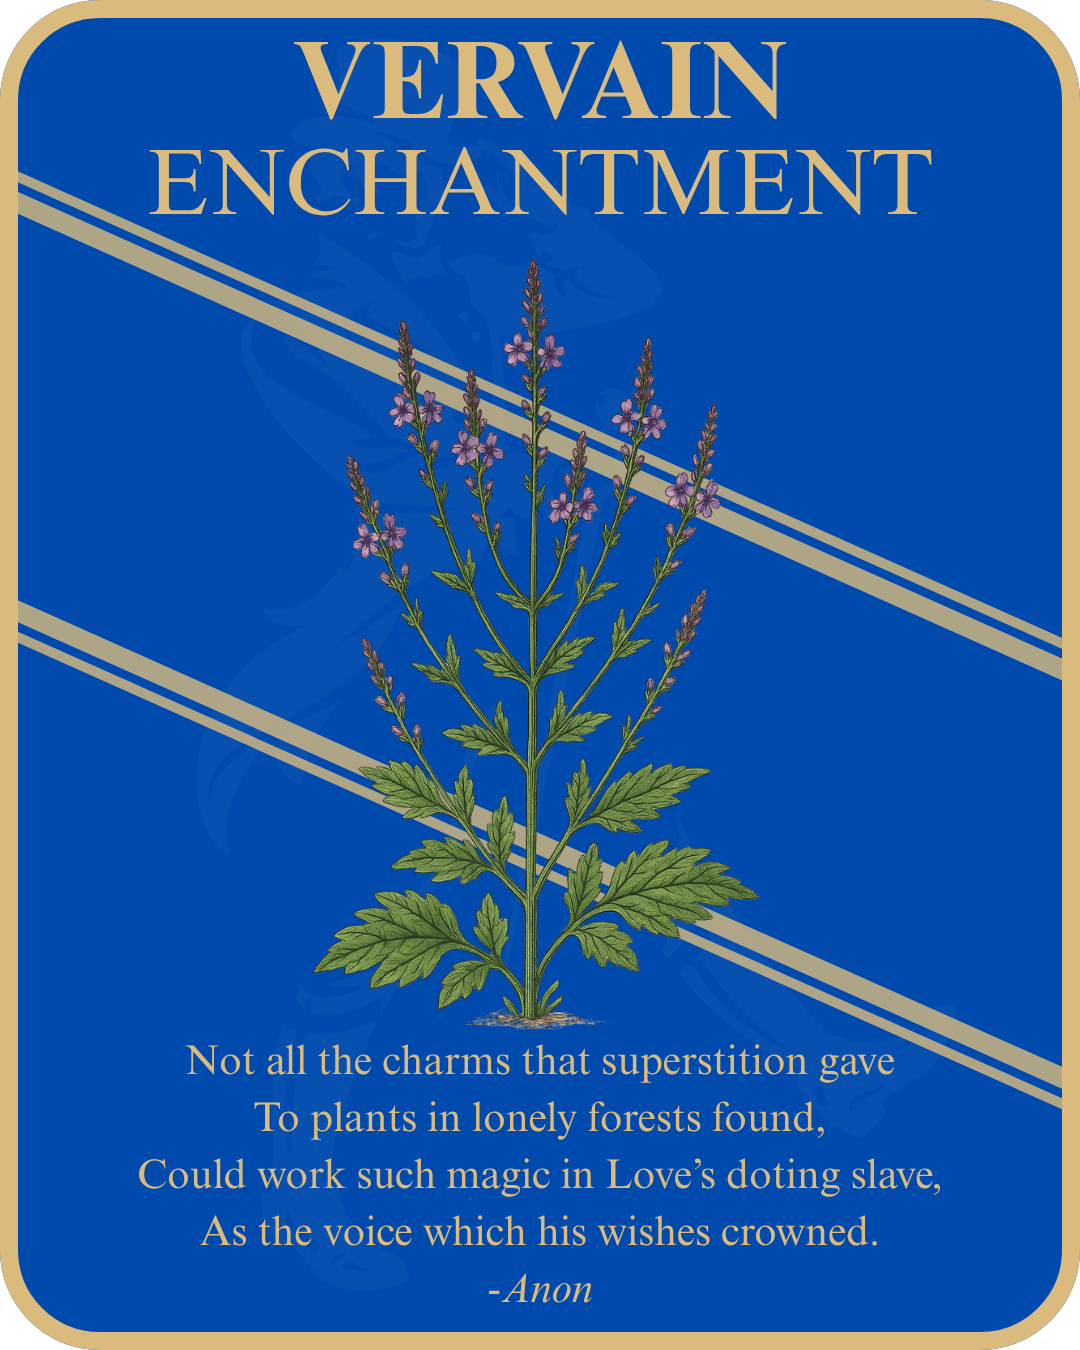 VERVAIN
ENCHANTMENT
Not all the charms that superstition gave
To plants in lonely forests found,
Could work such magic in Love’s doting slave,
As the voice which his wishes crowned.
-Anon